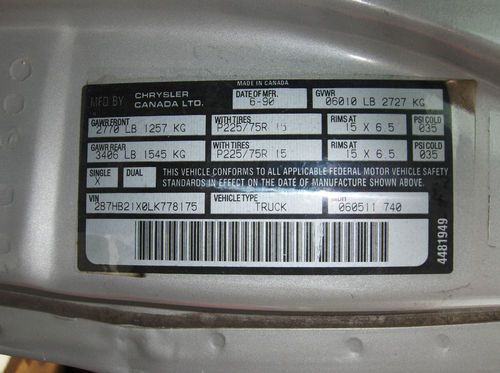 MADE IN CANADA
MFD BY CHRYSLER CANADA LTD. DATE OF MFR. 6-90 GVWR 06010 LB 2727 KG
GAWR FRONT 2770 LB 1257 KG WITH TIRES P225/75R 15 RIMS AT 15 X 6.5 PSI COLD 035
GAWR REAR 3406 LB 1545 KG WITH TIRES P225/75R 15 RIMS AT 15 X 6.5 PSI COLD 035
SINGLE X DUAL THIS VEHICLE CONFORMS TO ALL APPLICABLE FEDERAL MOTOR VEHICLE SAFETY
STANDARDS IN EFFECT ON THE DATE OF MANUFACTURE SHOWN ABOVE.
VIN 2B7HB21X0LK778175 VEHICLE TYPE TRUCK MDH 060511 740
4481949